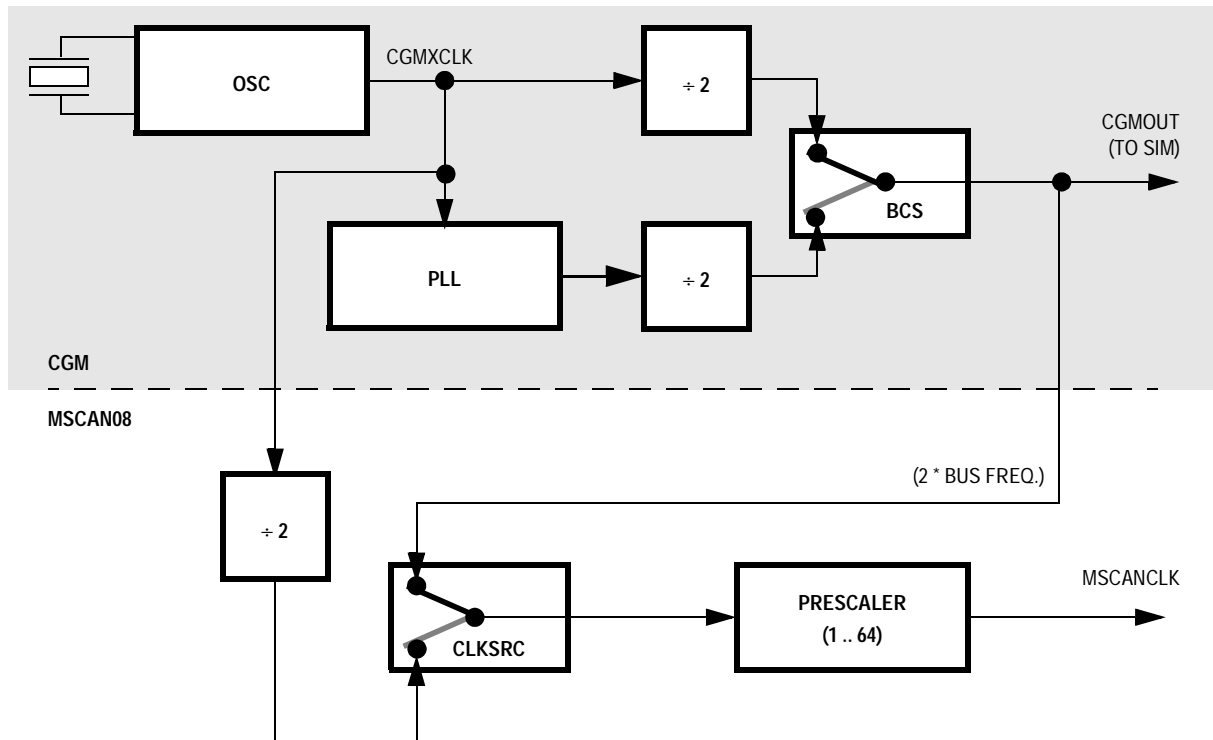 CGMXCLK
OSC
÷ 2
CGMOUT
(TO SIM)
BCS
PLL
÷ 2
CGM
MSCAN08
(2 * BUS FREQ.)
÷ 2
MSCANCLK
PRESCALER
(1 .. 64)
CLKSRC